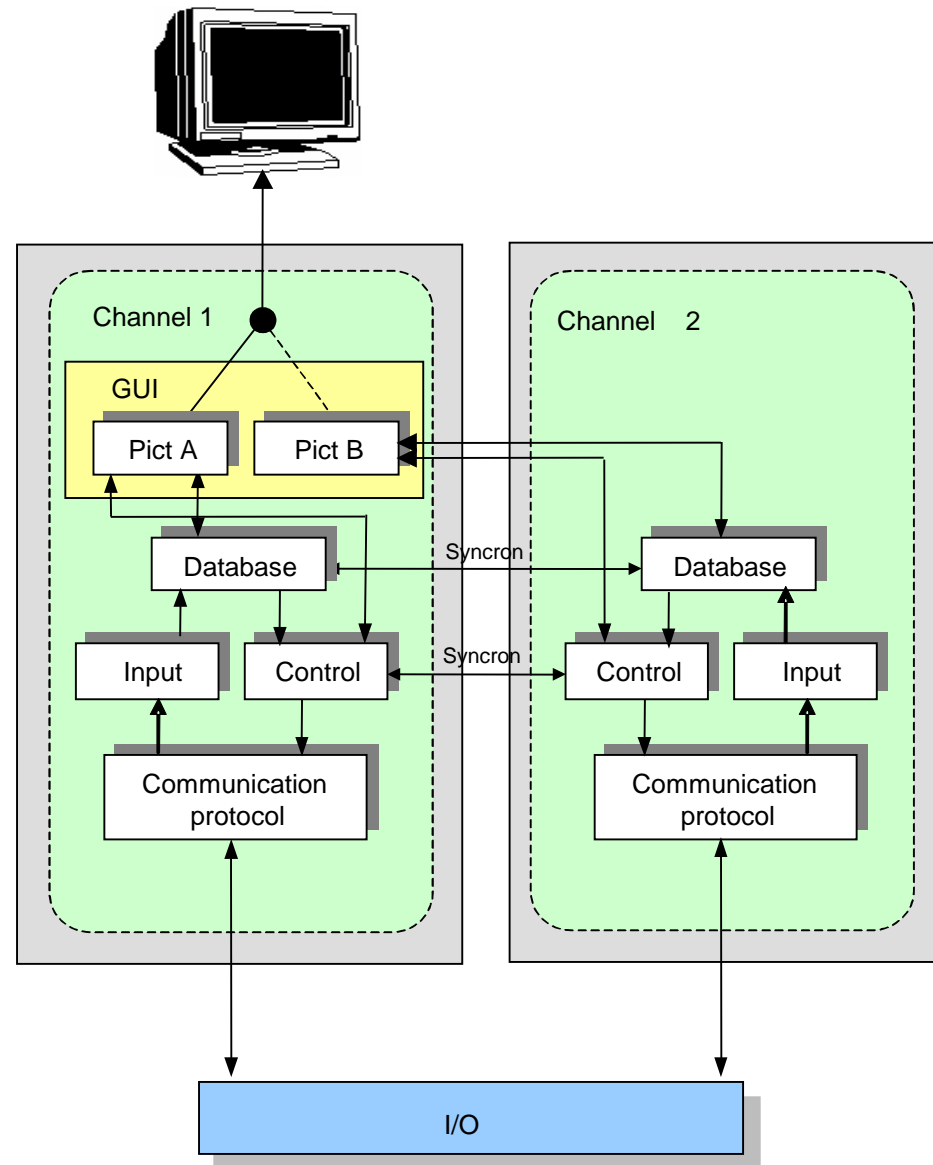 Channel 1
Channel 2
GUI
Pict A
Pict B
Database
Syncron
Database
Input
Control
Syncron
Control
Input
Communication
protocol
Communication
protocol
I/O